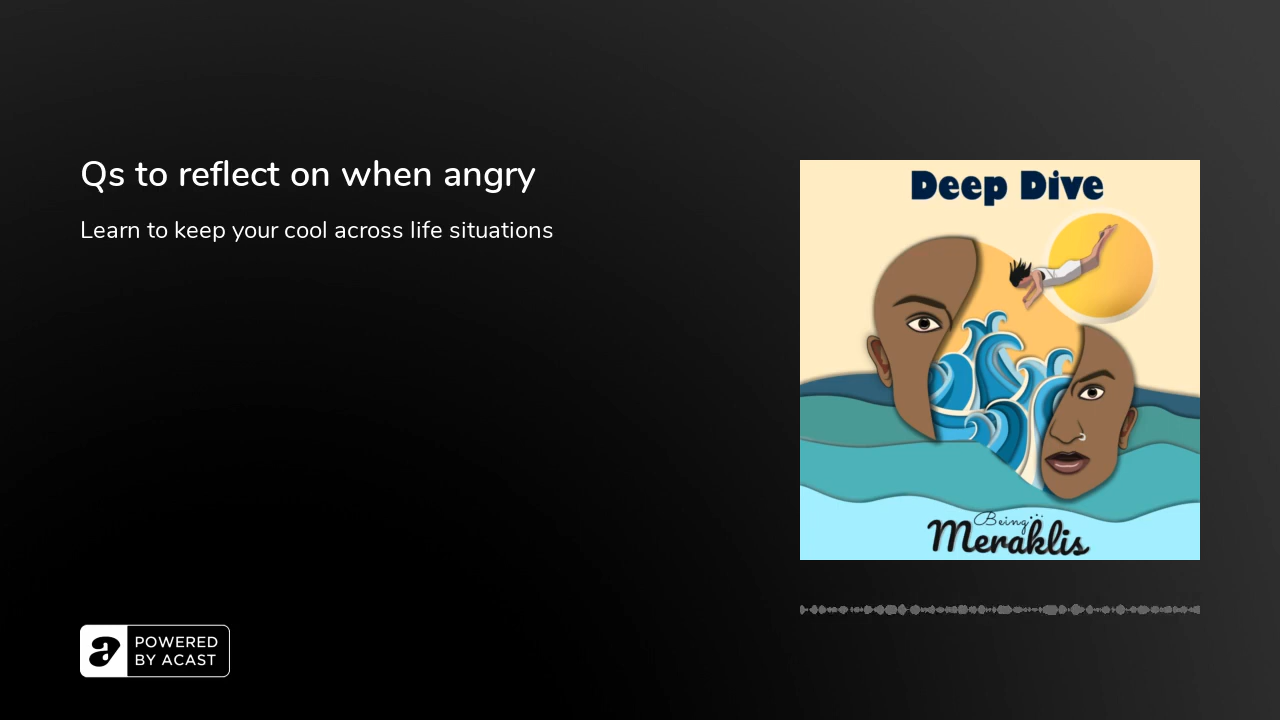 Qs to reflect on when angry
Learn to keep your cool across life situations
Deep Dive
Being
Meraklis
a POWERED
BY ACAST